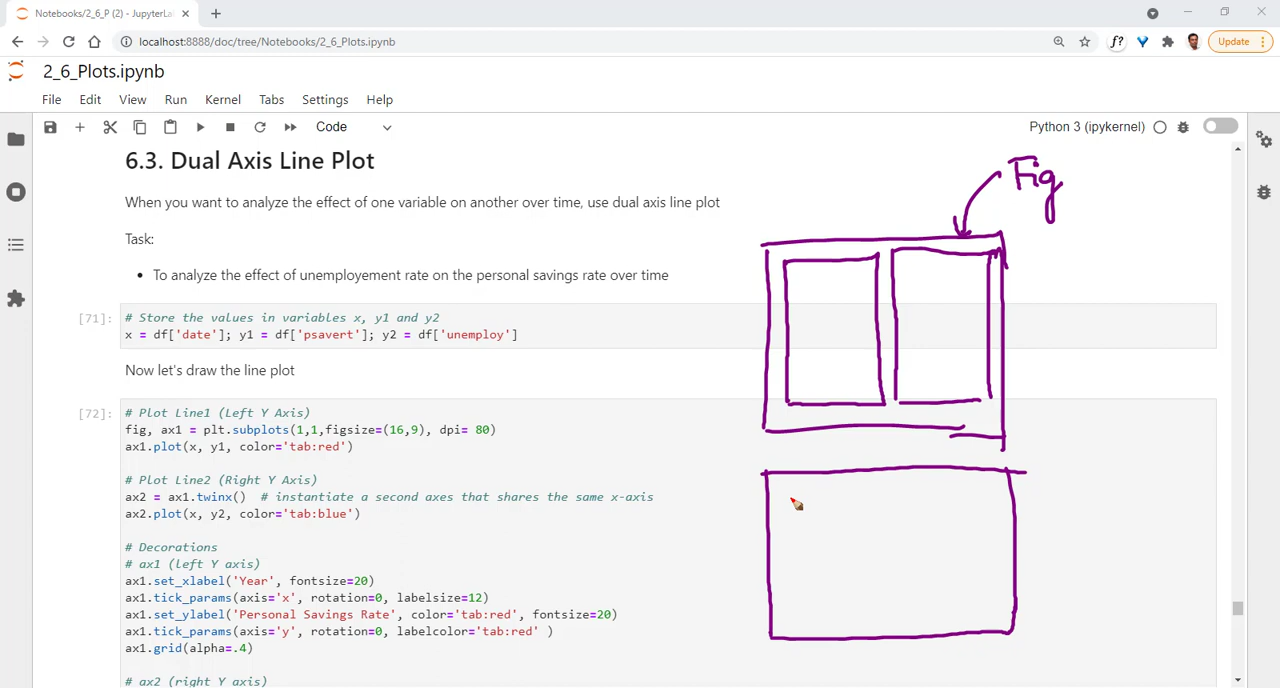 Notebooks/2_6_P (2) - JupyterLa
localhost:8888/doc/tree/Notebooks/2_6_Plots.ipynb
f?
Update
2_6_Plots.ipynb
File Edit View Run Kernel Tabs Settings Help
Code
Python 3 (ipykernel)
6.3. Dual Axis Line Plot
Fig
When you want to analyze the effect of one variable on another over time, use dual axis line plot
Task:
• To analyze the effect of unemployement rate on the personal savings rate over time
[71]:
# Store the values in variables x, y1 and y2
x = df['date']; y1 = df['psavert']; y2 = df['unemploy']
Now let's draw the line plot
[72]:
# Plot Line1 (Left Y Axis)
fig, ax1 = plt.subplots(1,1,figsize=(16,9), dpi= 80)
ax1.plot(x, y1, color='tab:red')
# Plot Line2 (Right Y Axis)
ax2 = ax1.twinx()  # instantiate a second axes that shares the same x-axis
ax2.plot(x, y2, color='tab:blue')
# Decorations
# ax1 (left Y axis)
ax1.set_xlabel('Year', fontsize=20)
ax1.tick_params(axis='x', rotation=0, labelsize=12)
ax1.set_ylabel('Personal Savings Rate', color='tab:red', fontsize=20)
ax1.tick_params(axis='y', rotation=0, labelcolor='tab:red' )
ax1.grid(alpha=.4)
# ax2 (right Y axis)